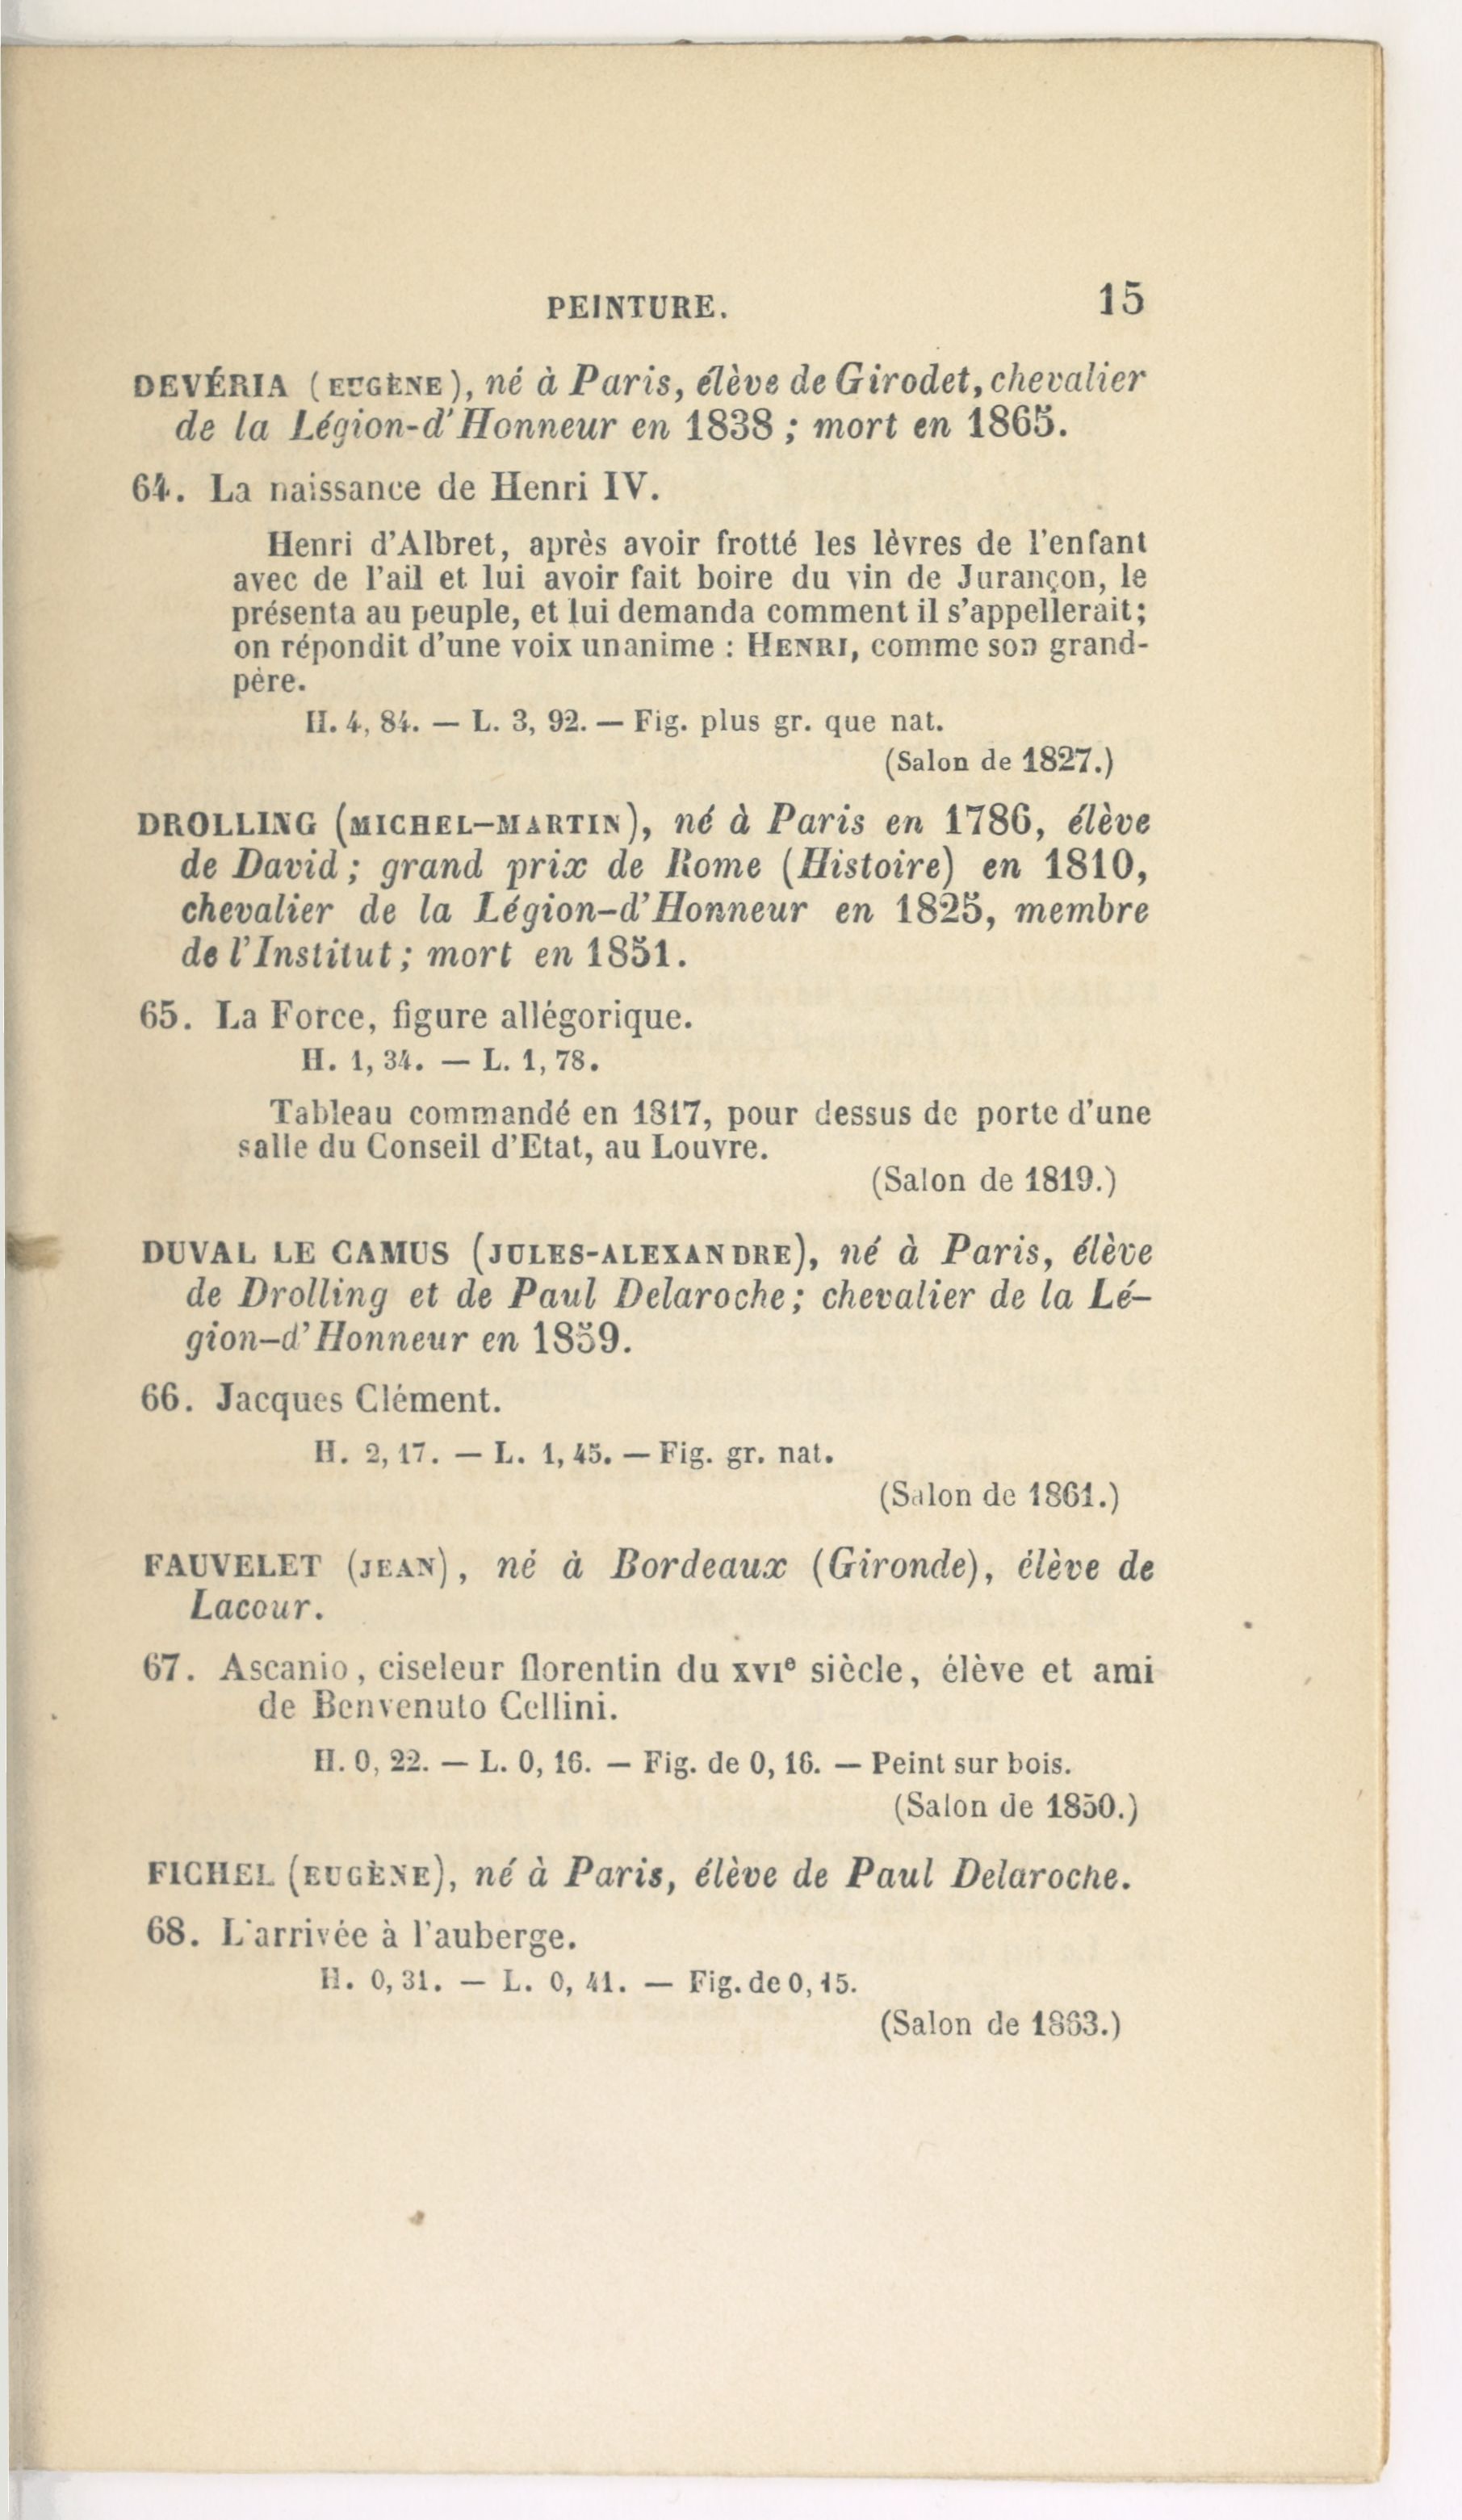 PEINTURE. 15
DEVÉRIA (EUGÈNE), né à Paris, élève de Girodet, chevalier
de la Légion-d'Honneur en 1838 ; mort en 1865.
64. La naissance de Henri IV.
Henri d'Albret, après avoir frotté les lèvres de l'enfant
avec de l'ail et lui avoir fait boire du vin de Jurançon, le
présenta au peuple, et lui demanda comment il s'appellerait;
on répondit d'une voix unanime : HENRI, comme son grand-
père.
H. 4, 84. — L. 3, 92. — Fig. plus gr. que nat.
(Salon de 1827.)
DROLLING (MICHEL-MARTIN), né à Paris en 1786, élève
de David ; grand prix de Rome (Histoire) en 1810,
chevalier de la Légion-d'Honneur en 1825, membre
de l'Institut ; mort en 1851.
65. La Force, figure allégorique.
H. 1, 34. — L. 1, 78.
Tableau commandé en 1817, pour dessus de porte d'une
salle du Conseil d'Etat, au Louvre.
(Salon de 1819.)
DUVAL LE CAMUS (JULES-ALEXANDRE), né à Paris, élève
de Drolling et de Paul Delaroche ; chevalier de la Lé-
gion-d'Honneur en 1859.
66. Jacques Clément.
H. 2, 17. — L. 1, 45. — Fig. gr. nat.
(Salon de 1861.)
FAUVELET (JEAN), né à Bordeaux (Gironde), élève de
Lacour.
67. Ascanio, ciseleur florentin du XVIe siècle, élève et ami
de Benvenuto Cellini.
H. 0, 22. — L. 0, 16. — Fig. de 0, 16. — Peint sur bois.
(Salon de 1850.)
FICHEL (EUGÈNE), né à Paris, élève de Paul Delaroche.
68. L'arrivée à l'auberge.
H. 0, 31. — L. 0, 41. — Fig. de 0, 15.
(Salon de 1863.)